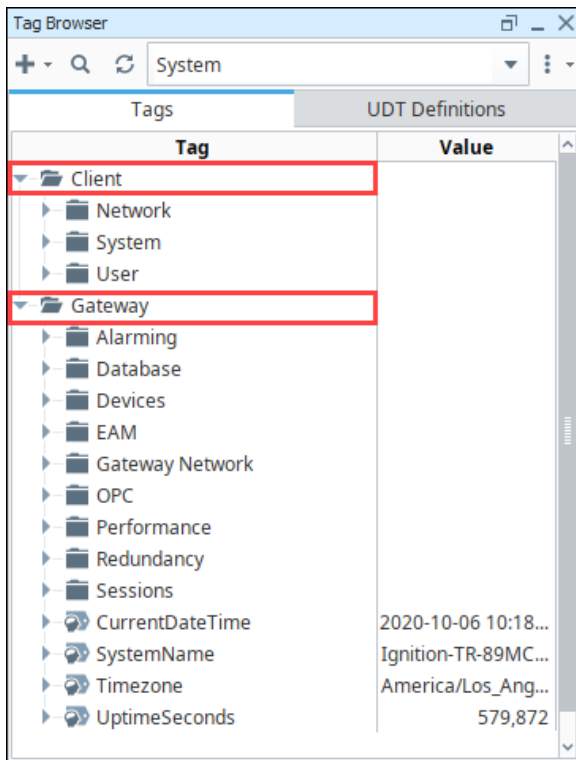 Tag Browser
System
Tags UDT Definitions
Tag Value
Client
Network
System
User
Gateway
Alarming
Database
Devices
EAM
Gateway Network
OPC
Performance
Redundancy
Sessions
CurrentDateTime 2020-10-06 10:18...
SystemName Ignition-TR-89MC...
Timezone America/Los_Ang...
UptimeSeconds 579,872